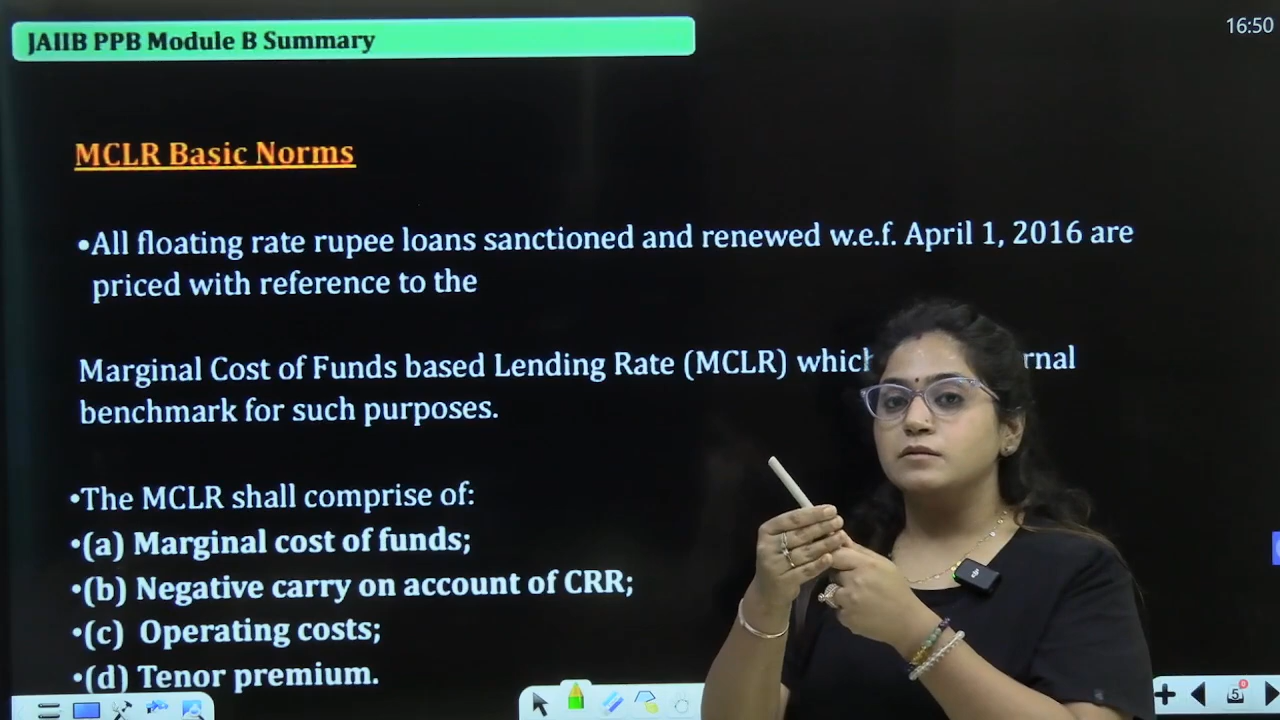 JAIIB PPB Module B Summary
16:50
MCLR Basic Norms
•All floating rate rupee loans sanctioned and renewed w.e.f. April 1, 2016 are
priced with reference to the
Marginal Cost of Funds based Lending Rate (MCLR)
benchmark for such purposes.
•The MCLR shall comprise of:
•(a) Marginal cost of funds;
•(b) Negative carry on account of CRR;
•(c) Operating costs;
•(d) Tenor premium.
5